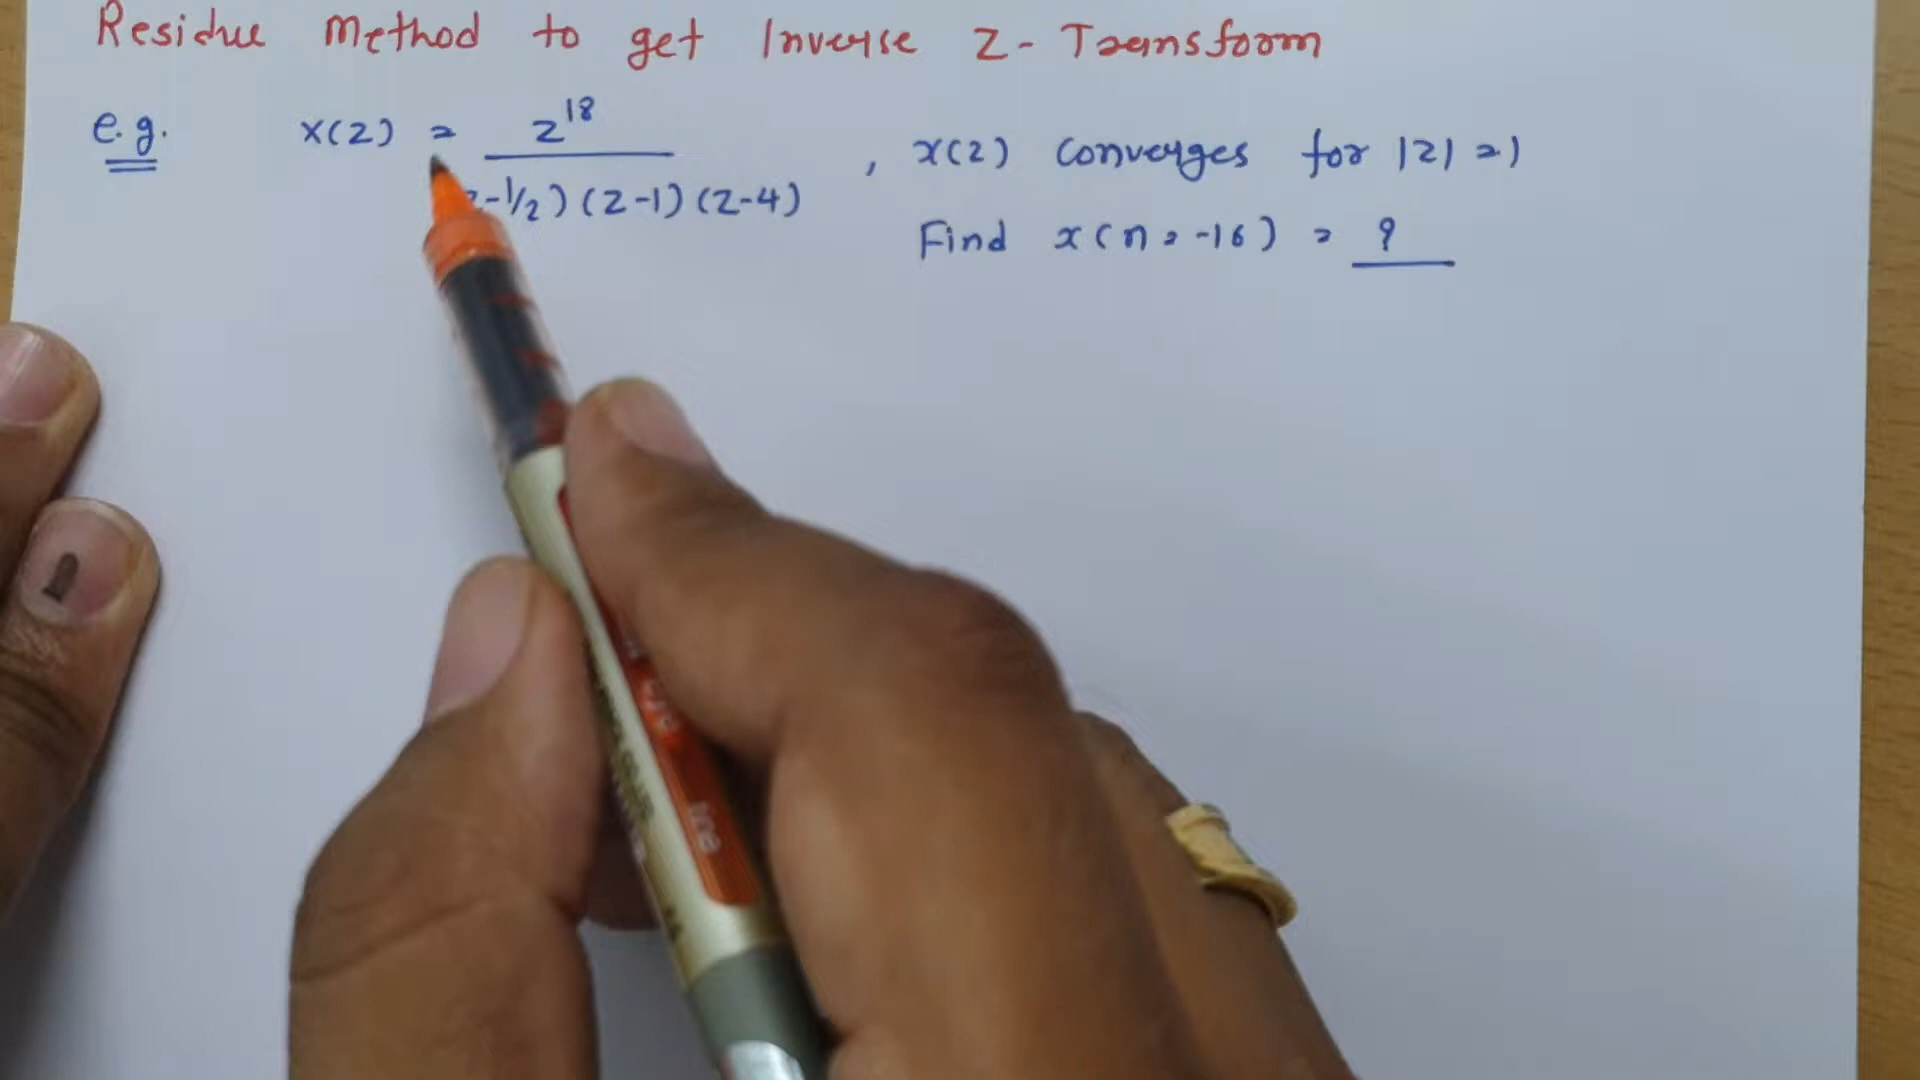 Residue Method to get Inverse Z-Transform
e.g. X(z) = z^18 / z-1/2)(z-1)(z-4) , x(z) converges for |z|=1
Find x(n=-16) = ?